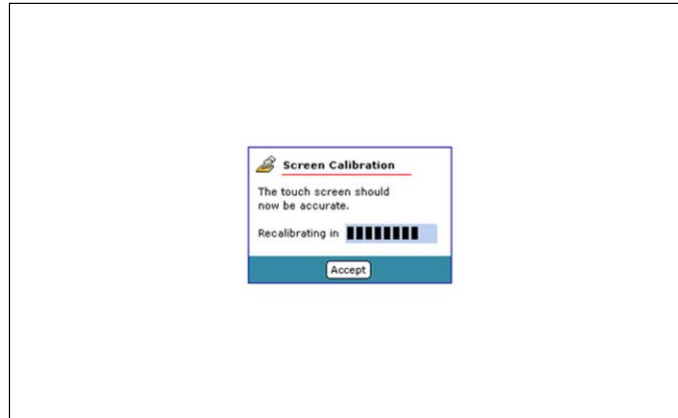 Screen Calibration
The touch screen should
now be accurate.
Recalibrating in
Accept